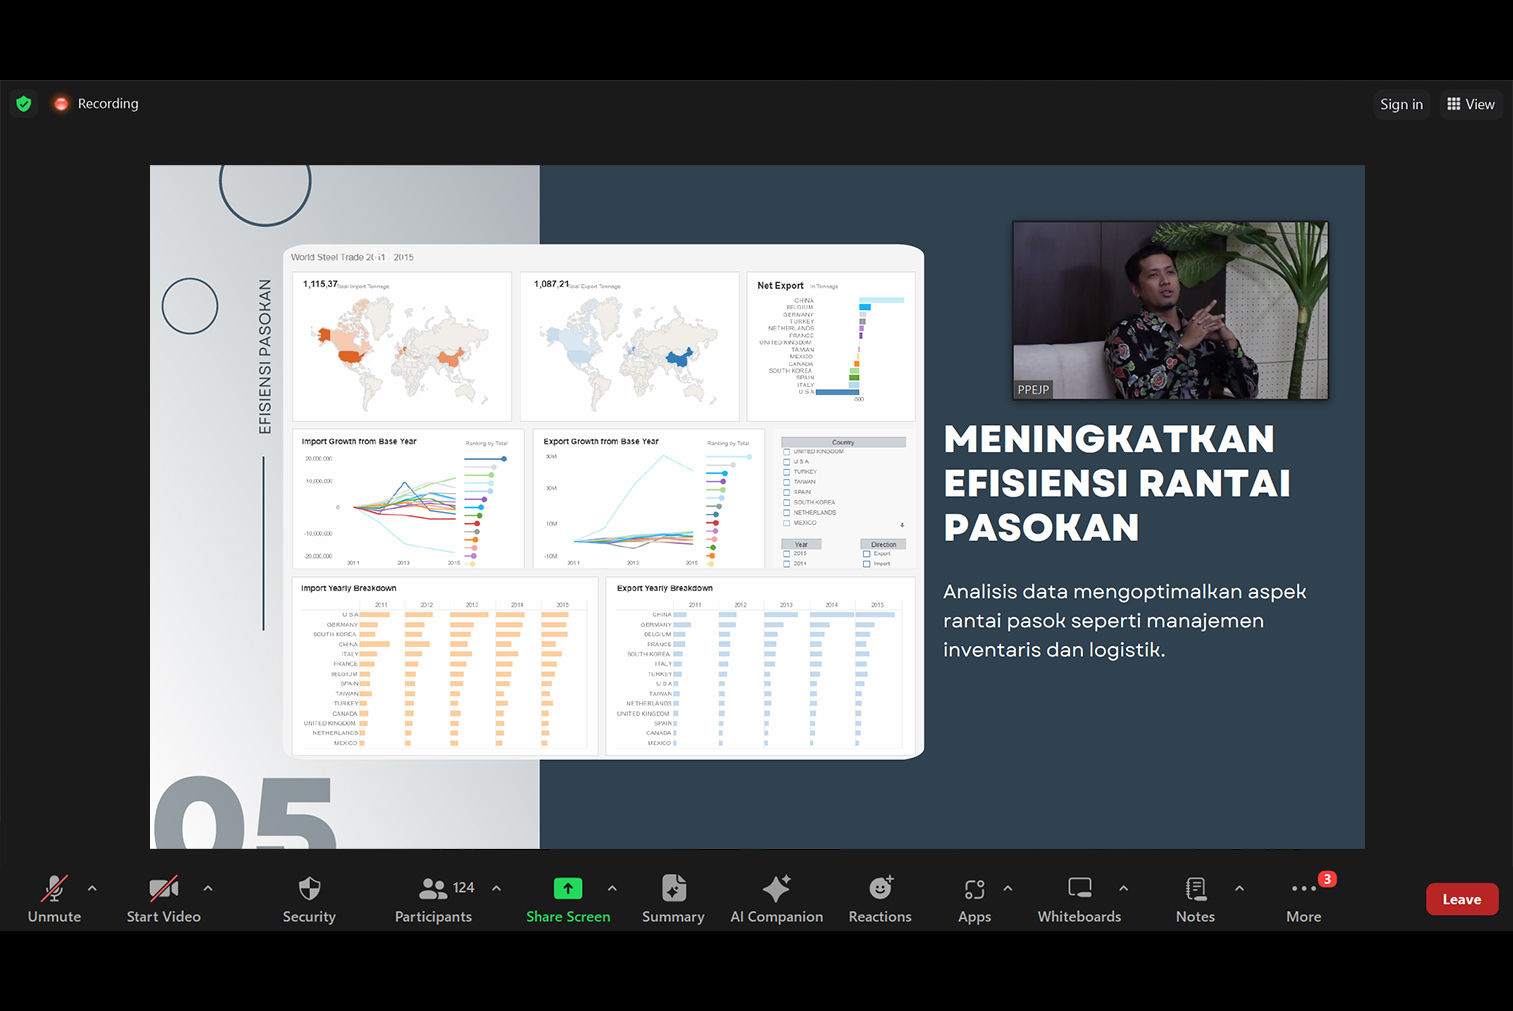 Recording
Sign in
View
EFISIENSI PASOKAN
World Steel Trade 2011 - 2015
1,115,37 Total Import Tonnage
1,087,21 Total Export Tonnage
Net Export In Tonnage
CHINA
BELGIUM
GERMANY
TURKEY
NETHERLANDS
FRANCE
UNITED KINGDOM
TAIWAN
MEXICO
CANADA
SOUTH KOREA
SPAIN
ITALY
U S A
-500
PPEJP
Import Growth from Base Year
Ranking by Total
20,000,000
10,000,000
0
-10,000,000
-20,000,000
2011
2013
2015
Export Growth from Base Year
Ranking by Total
50M
30M
10M
-10M
2011
2013
2015
Country
UNITED KINGDOM
U S A
TURKEY
TAIWAN
SPAIN
SOUTH KOREA
NETHERLANDS
MEXICO
Year
2015
2014
Direction
Export
Import
MENINGKATKAN
EFISIENSI RANTAI
PASOKAN
Analisis data mengoptimalkan aspek
rantai pasok seperti manajemen
inventaris dan logistik.
Import Yearly Breakdown
2011 2012 2013 2014 2015
U S A
GERMANY
SOUTH KOREA
CHINA
ITALY
FRANCE
BELGIUM
SPAIN
TAIWAN
TURKEY
CANADA
UNITED KINGDOM
NETHERLANDS
MEXICO
Export Yearly Breakdown
2011 2012 2013 2014 2015
CHINA
GERMANY
BELGIUM
FRANCE
SOUTH KOREA
ITALY
TURKEY
U S A
TAIWAN
NETHERLANDS
UNITED KINGDOM
SPAIN
CANADA
MEXICO
05
124
3
Unmute
Start Video
Security
Participants
Share Screen
Summary
AI Companion
Reactions
Apps
Whiteboards
Notes
More
Leave